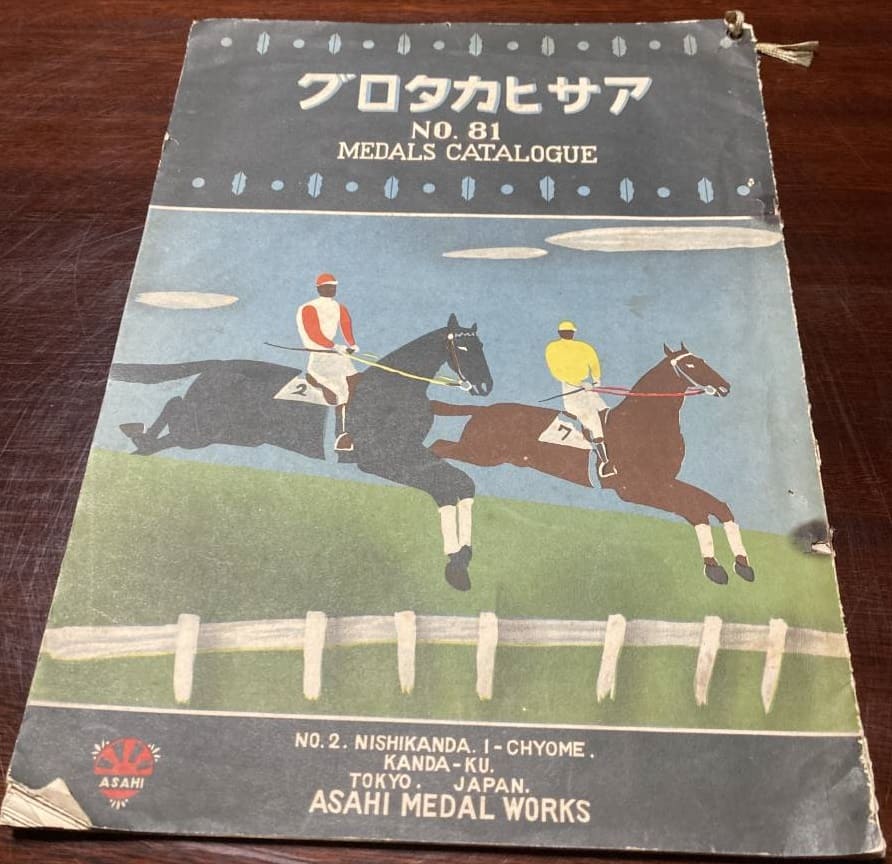 アサヒカタログ
NO. 81
MEDALS CATALOGUE
2
7
NO. 2. NISHIKANDA. 1-CHYOME.
KANDA-KU.
TOKYO. JAPAN.
ASAHI MEDAL WORKS
ASAHI